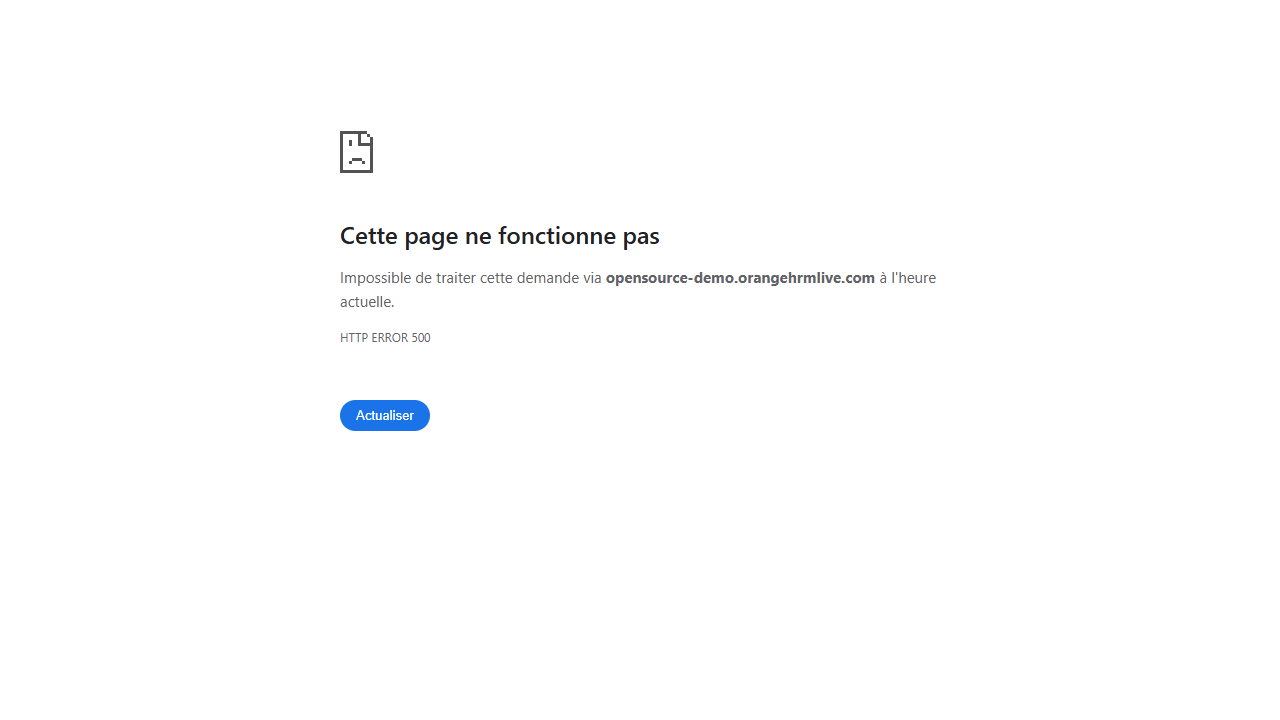 Cette page ne fonctionne pas
Impossible de traiter cette demande via opensource-demo.orangehrmlive.com à l'heure
actuelle.
HTTP ERROR 500
Actualiser